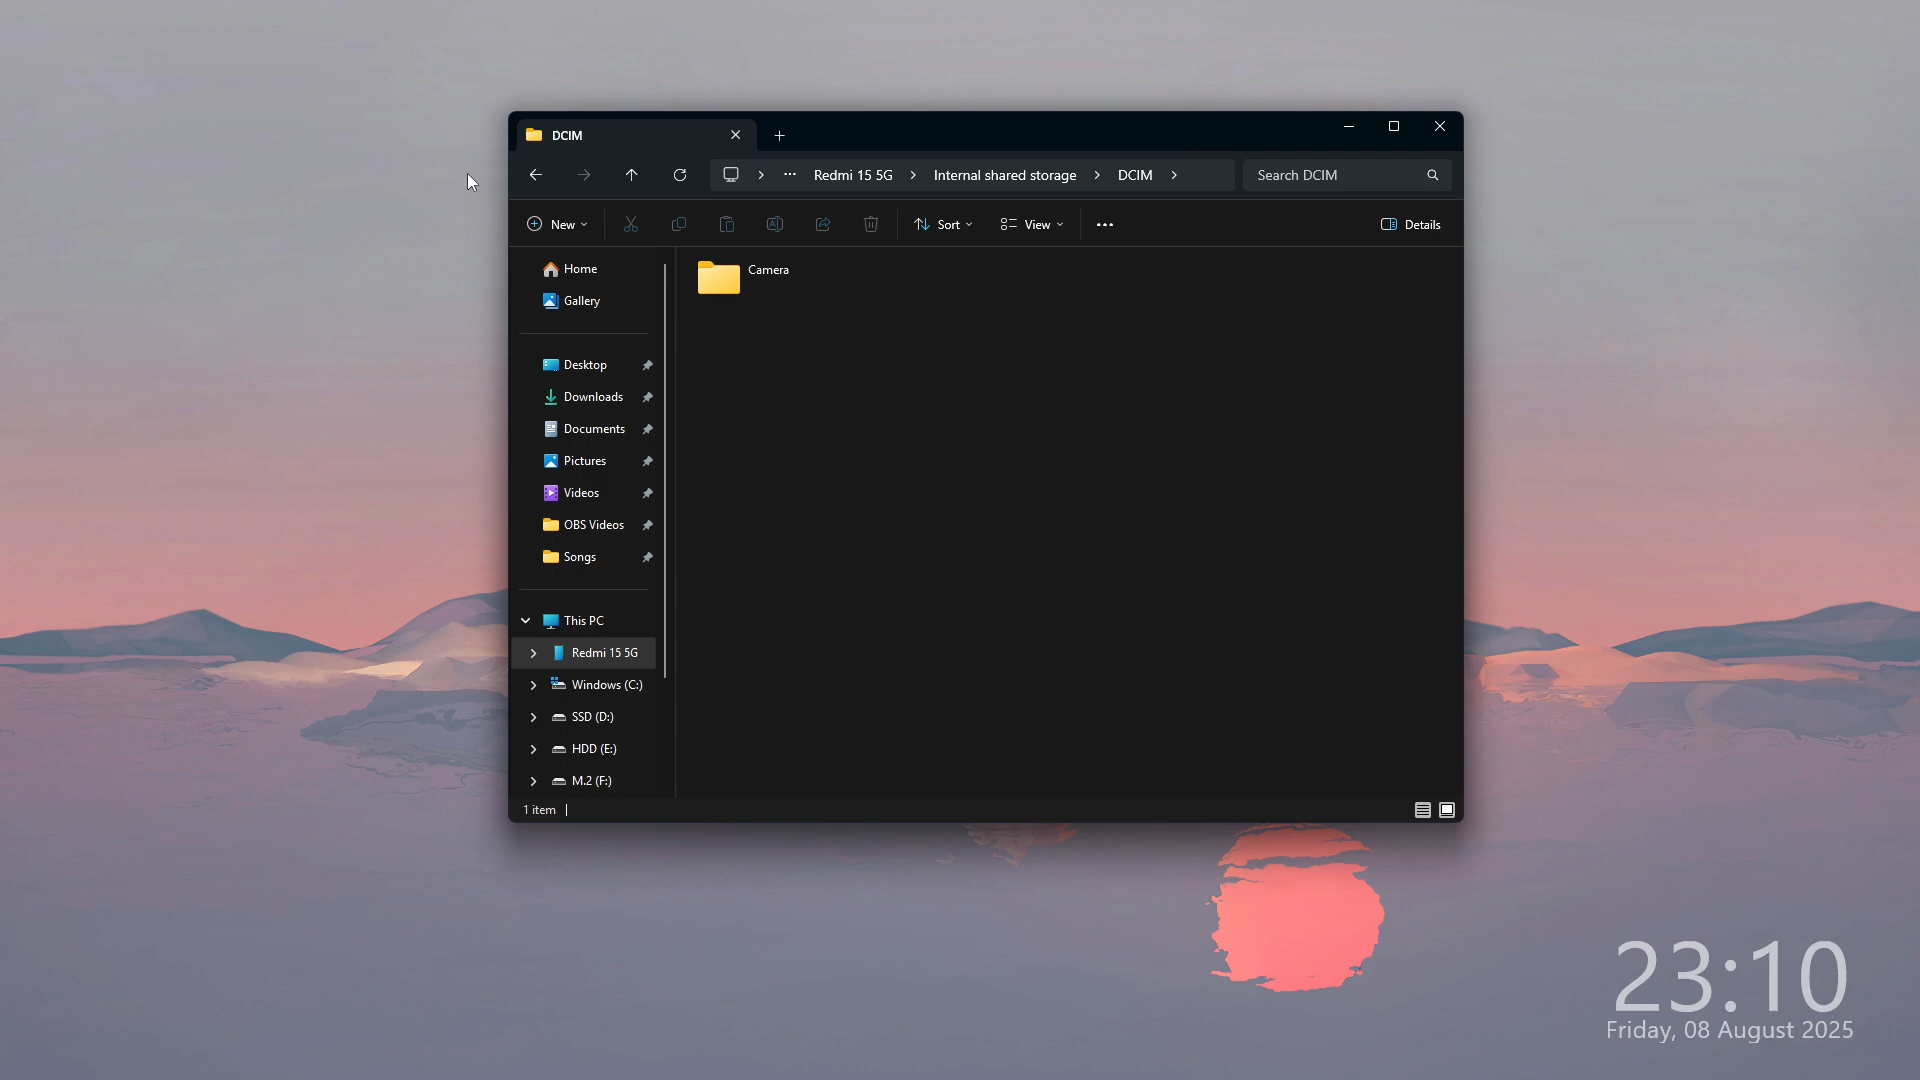 DCIM
Redmi 15 5G Internal shared storage DCIM Search DCIM
New Sort View Details
Home
Gallery
Desktop
Downloads
Documents
Pictures
Videos
OBS Videos
Songs
This PC
Redmi 15 5G
Windows (C:)
SSD (D:)
HDD (E:)
M.2 (F:)
Camera
1 item
23:10
Friday, 08 August 2025